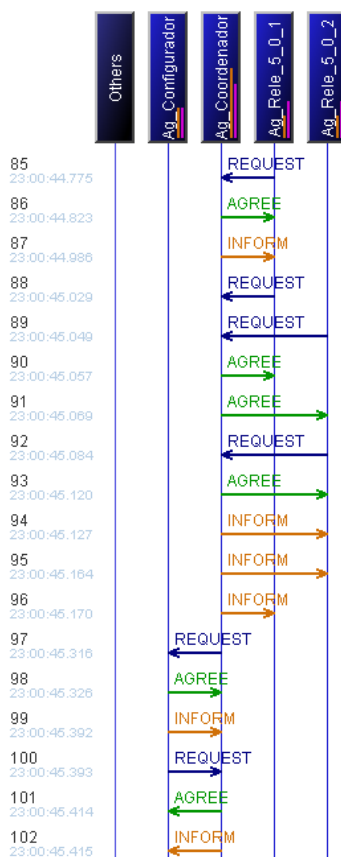 Others
Ag_Configurador
Ag_Coordenador
Ag_Rele_5_0_1
Ag_Rele_5_0_2
85 REQUEST
23:00:44.775
86 AGREE
23:00:44.823
87 INFORM
23:00:44.986
88 REQUEST
23:00:45.029
89 REQUEST
23:00:45.049
90 AGREE
23:00:45.057
91 AGREE
23:00:45.069
92 REQUEST
23:00:45.084
93 AGREE
23:00:45.120
94 INFORM
23:00:45.127
95 INFORM
23:00:45.164
96 INFORM
23:00:45.170
97 REQUEST
23:00:45.316
98 AGREE
23:00:45.326
99 INFORM
23:00:45.392
100 REQUEST
23:00:45.393
101 AGREE
23:00:45.414
102 INFORM
23:00:45.415